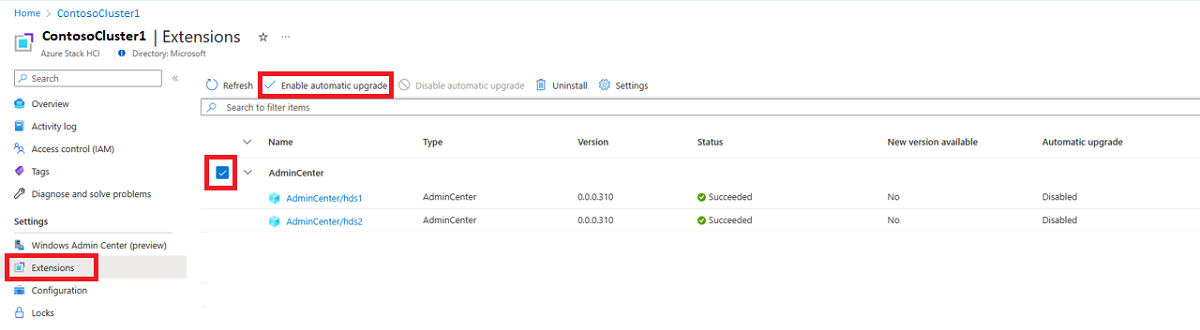 Home > ContosoCluster1
ContosoCluster1 | Extensions ☆ ...
Azure Stack HCI Directory: Microsoft
Search «
Refresh Enable automatic upgrade Disable automatic upgrade Uninstall Settings
Search to filter items
Overview
Activity log
Access control (IAM)
Tags
Diagnose and solve problems
Settings
Windows Admin Center (preview)
Extensions
Configuration
Locks
Name Type Version Status New version available Automatic upgrade
AdminCenter
AdminCenter/hds1 AdminCenter 0.0.0.310 Succeeded No Disabled
AdminCenter/hds2 AdminCenter 0.0.0.310 Succeeded No Disabled